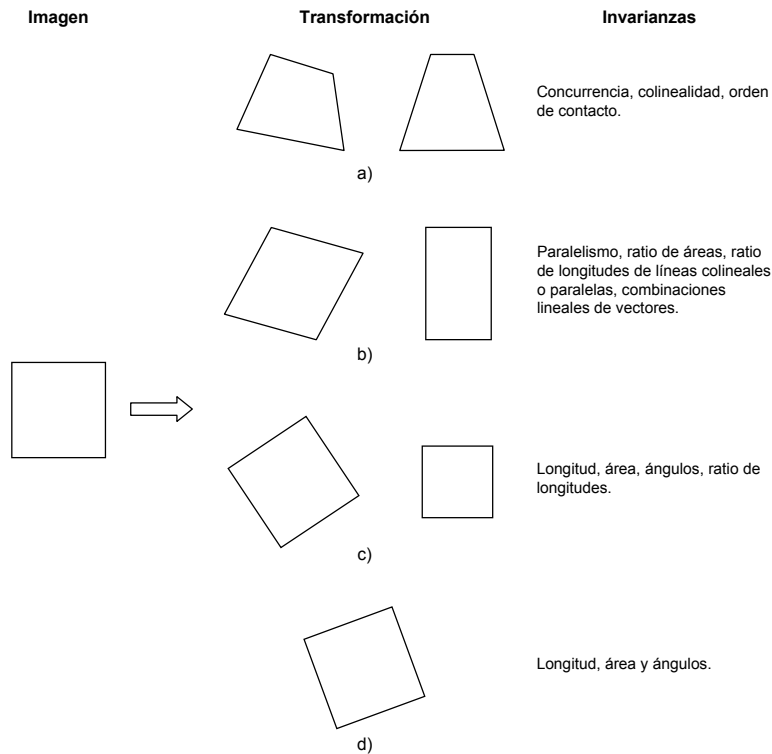 Imagen
Transformación
Invarianzas
Concurrencia, colinealidad, orden
de contacto.
a)
Paralelismo, ratio de áreas, ratio
de longitudes de líneas colineales
o paralelas, combinaciones
lineales de vectores.
b)
Longitud, área, ángulos, ratio de
longitudes.
c)
Longitud, área y ángulos.
d)